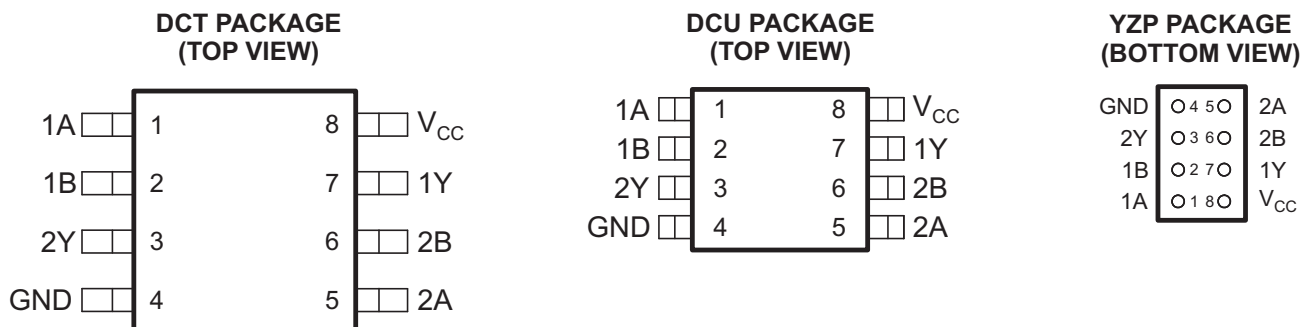 DCT PACKAGE
(TOP VIEW)
1A 1 8 VCC
1B 2 7 1Y
2Y 3 6 2B
GND 4 5 2A
DCU PACKAGE
(TOP VIEW)
1A 1 8 VCC
1B 2 7 1Y
2Y 3 6 2B
GND 4 5 2A
YZP PACKAGE
(BOTTOM VIEW)
GND 4 5 2A
2Y 3 6 2B
1B 2 7 1Y
1A 1 8 VCC